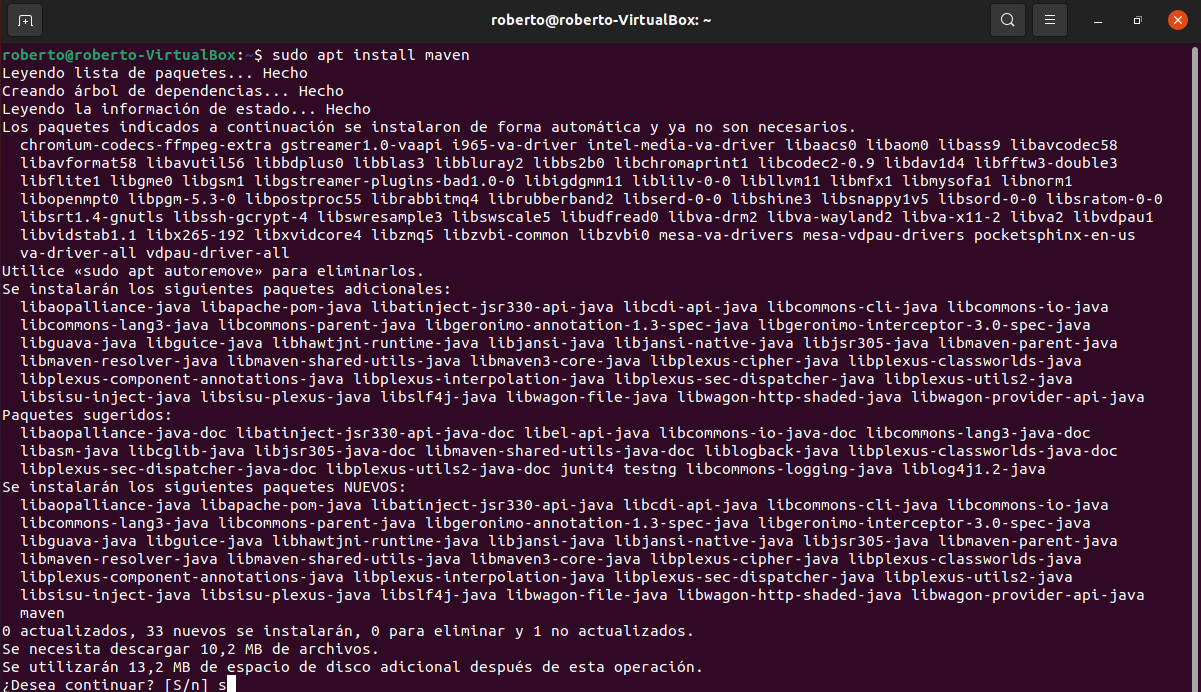 roberto@roberto-VirtualBox: ~
roberto@roberto-VirtualBox:~$ sudo apt install maven
Leyendo lista de paquetes... Hecho
Creando árbol de dependencias... Hecho
Leyendo la información de estado... Hecho
Los paquetes indicados a continuación se instalaron de forma automática y ya no son necesarios.
chromium-codecs-ffmpeg-extra gstreamer1.0-vaapi i965-va-driver intel-media-va-driver libaacs0 libaom0 libass9 libavcodec58
libavformat58 libavutil56 libbdplus0 libblas3 libbluray2 libbs2b0 libchromaprint1 libcodec2-0.9 libdav1d4 libfftw3-double3
libflite1 libgme0 libgsm1 libgstreamer-plugins-bad1.0-0 libigdgmm11 liblilv-0-0 libllvm11 libmfx1 libmysofa1 libnorm1
libopenmpt0 libpgm-5.3-0 libpostproc55 librabbitmq4 librubberband2 libserd-0-0 libshine3 libsnappy1v5 libsord-0-0 libsratom-0-0
libsrt1.4-gnutls libssh-gcrypt-4 libswresample3 libswscale5 libudfread0 libva-drm2 libva-wayland2 libva-x11-2 libva2 libvdpau1
libvidstab1.1 libx265-192 libxvidcore4 libzmq5 libzvbi-common libzvbi0 mesa-va-drivers mesa-vdpau-drivers pocketsphinx-en-us
va-driver-all vdpau-driver-all
Utilice «sudo apt autoremove» para eliminarlos.
Se instalarán los siguientes paquetes adicionales:
libaopalliance-java libapache-pom-java libatinject-jsr330-api-java libcdi-api-java libcommons-cli-java libcommons-io-java
libcommons-lang3-java libcommons-parent-java libgeronimo-annotation-1.3-spec-java libgeronimo-interceptor-3.0-spec-java
libguava-java libguice-java libhawtjni-runtime-java libjansi-java libjansi-native-java libjsr305-java libmaven-parent-java
libmaven-resolver-java libmaven-shared-utils-java libmaven3-core-java libplexus-cipher-java libplexus-classworlds-java
libplexus-component-annotations-java libplexus-interpolation-java libplexus-sec-dispatcher-java libplexus-utils2-java
libsisu-inject-java libsisu-plexus-java libslf4j-java libwagon-file-java libwagon-http-shaded-java libwagon-provider-api-java
Paquetes sugeridos:
libaopalliance-java-doc libatinject-jsr330-api-java-doc libel-api-java libcommons-io-java-doc libcommons-lang3-java-doc
libasm-java libcglib-java libjsr305-java-doc libmaven-shared-utils-java-doc liblogback-java libplexus-classworlds-java-doc
libplexus-sec-dispatcher-java-doc libplexus-utils2-java-doc junit4 testng libcommons-logging-java liblog4j1.2-java
Se instalarán los siguientes paquetes NUEVOS:
libaopalliance-java libapache-pom-java libatinject-jsr330-api-java libcdi-api-java libcommons-cli-java libcommons-io-java
libcommons-lang3-java libcommons-parent-java libgeronimo-annotation-1.3-spec-java libgeronimo-interceptor-3.0-spec-java
libguava-java libguice-java libhawtjni-runtime-java libjansi-java libjansi-native-java libjsr305-java libmaven-parent-java
libmaven-resolver-java libmaven-shared-utils-java libmaven3-core-java libplexus-cipher-java libplexus-classworlds-java
libplexus-component-annotations-java libplexus-interpolation-java libplexus-sec-dispatcher-java libplexus-utils2-java
libsisu-inject-java libsisu-plexus-java libslf4j-java libwagon-file-java libwagon-http-shaded-java libwagon-provider-api-java
maven
0 actualizados, 33 nuevos se instalarán, 0 para eliminar y 1 no actualizados.
Se necesita descargar 10,2 MB de archivos.
Se utilizarán 13,2 MB de espacio de disco adicional después de esta operación.
¿Desea continuar? [S/n] s